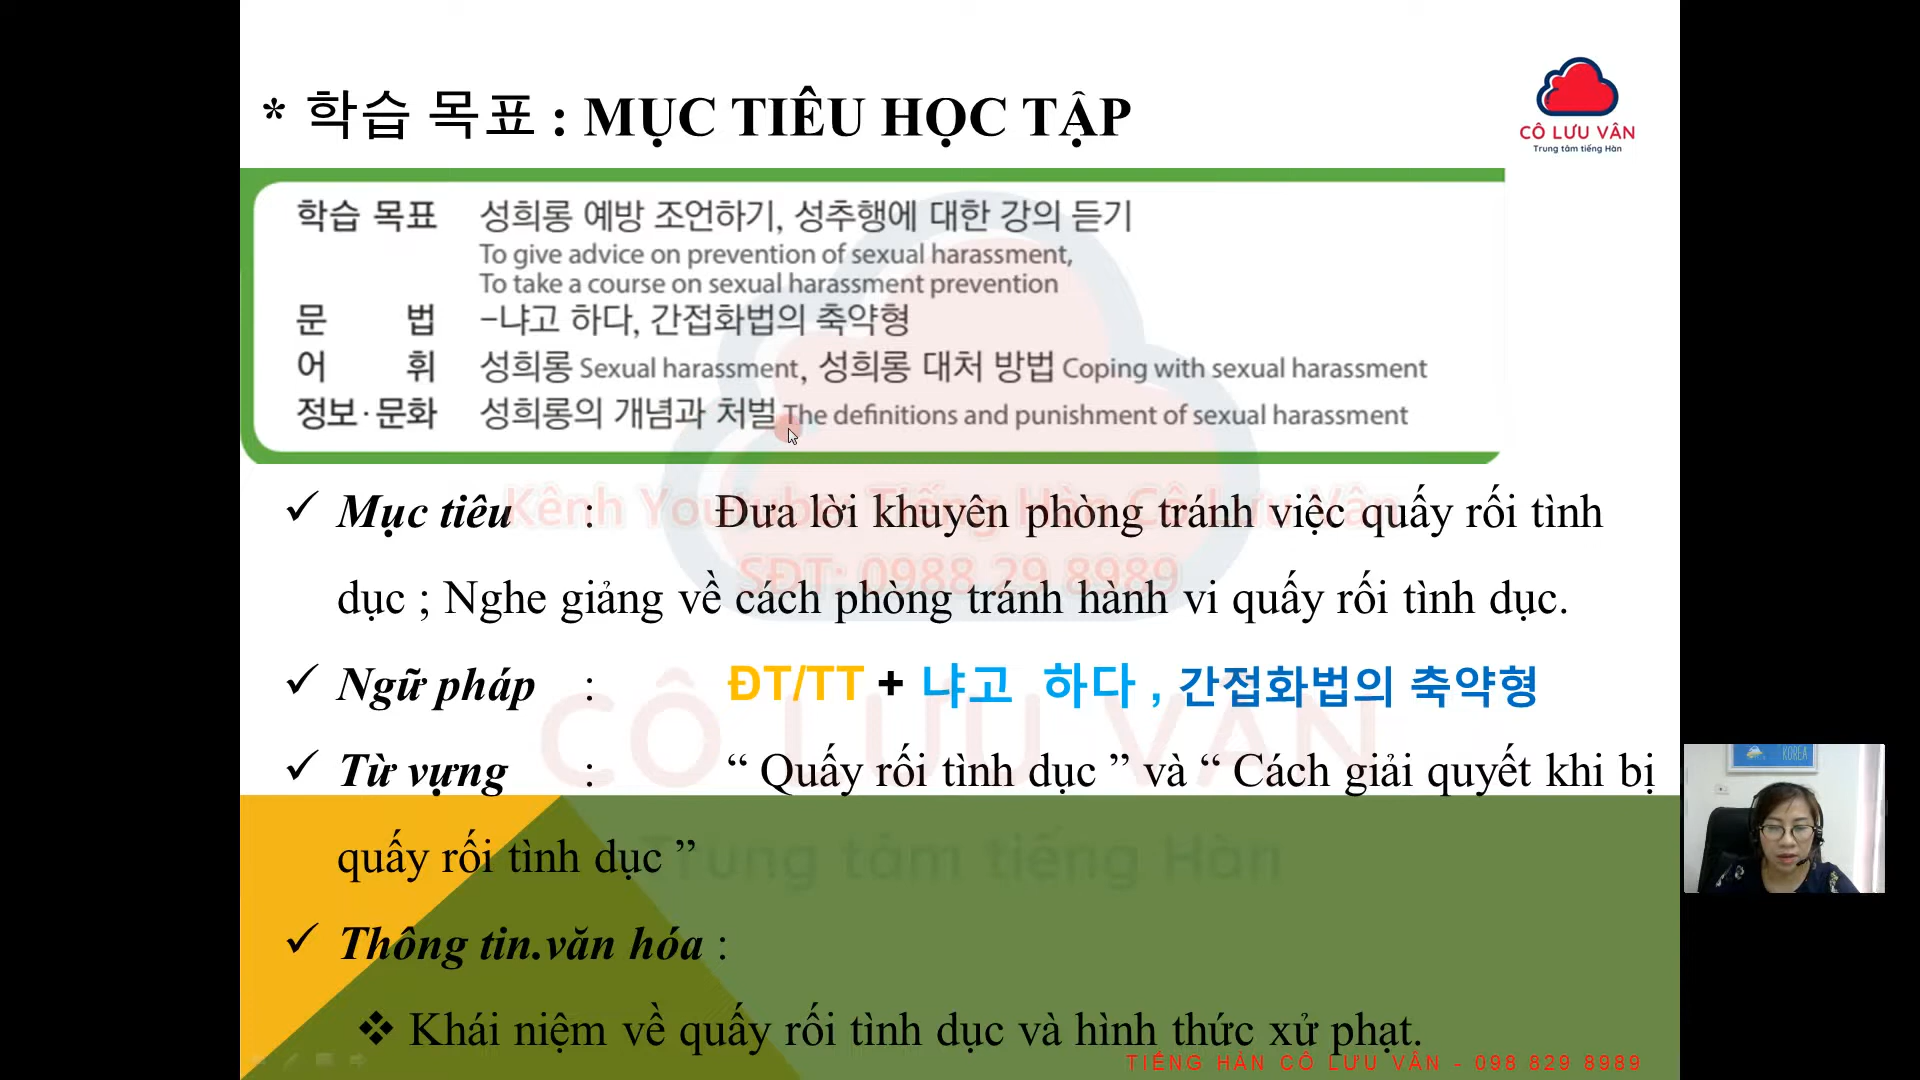 * 학습 목표 : MỤC TIÊU HỌC TẬP
CÔ LƯU VÂN
Trung tâm tiếng Hàn
학습 목표 성희롱 예방 조언하기, 성추행에 대한 강의 듣기
To give advice on prevention of sexual harassment,
To take a course on sexual harassment prevention
문 법 –냐고 하다, 간접화법의 축약형
어 휘 성희롱 Sexual harassment, 성희롱 대처 방법 Coping with sexual harassment
정보·문화 성희롱의 개념과 처벌 The definitions and punishment of sexual harassment
Kênh Youtube: Tiếng Hàn Cô Lưu Vân
SĐT: 0988 29 8989
✓ Mục tiêu : Đưa lời khuyên phòng tránh việc quấy rối tình
dục ; Nghe giảng về cách phòng tránh hành vi quấy rối tình dục.
✓ Ngữ pháp : ĐT/TT + 냐고 하다 , 간접화법의 축약형
CÔ LƯU VÂN
✓ Từ vựng : “ Quấy rối tình dục ” và “ Cách giải quyết khi bị
quấy rối tình dục ”
Trung tâm tiếng Hàn
✓ Thông tin.văn hóa :
❖ Khái niệm về quấy rối tình dục và hình thức xử phạt.
TIẾNG HÀN CÔ LƯU VÂN - 098 829 8989
KOREA